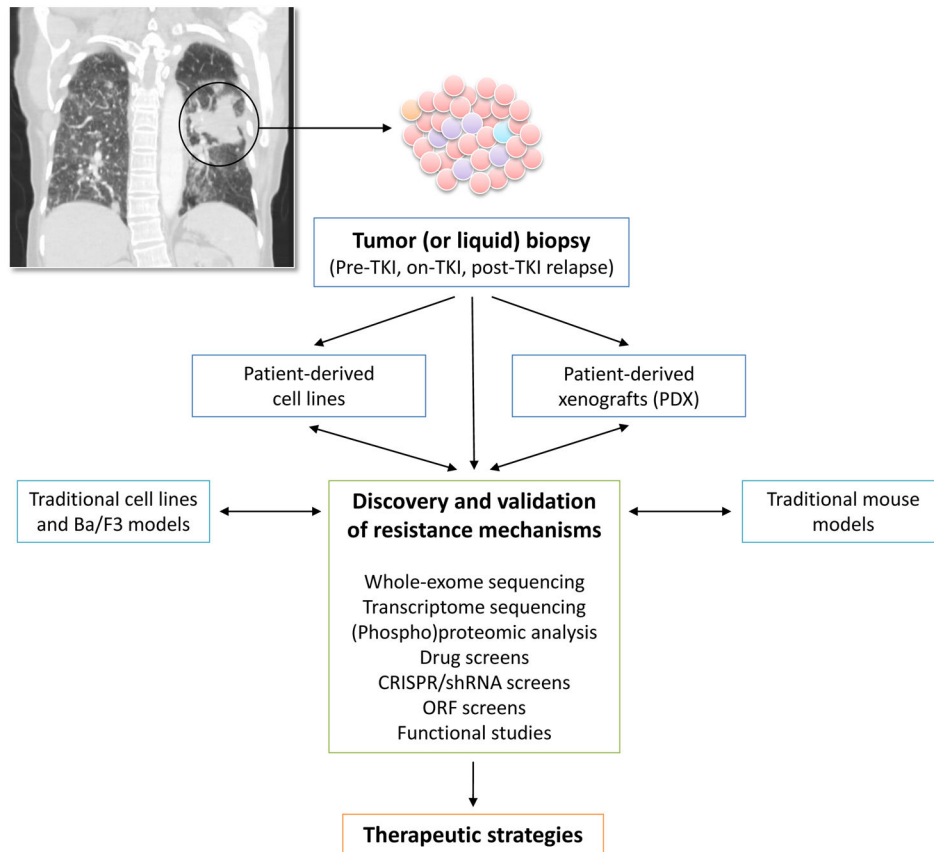 Tumor (or liquid) biopsy
(Pre-TKI, on-TKI, post-TKI relapse)
Patient-derived
cell lines
Patient-derived
xenografts (PDX)
Traditional cell lines
and Ba/F3 models
Discovery and validation
of resistance mechanisms
Whole-exome sequencing
Transcriptome sequencing
(Phospho)proteomic analysis
Drug screens
CRISPR/shRNA screens
ORF screens
Functional studies
Traditional mouse
models
Therapeutic strategies